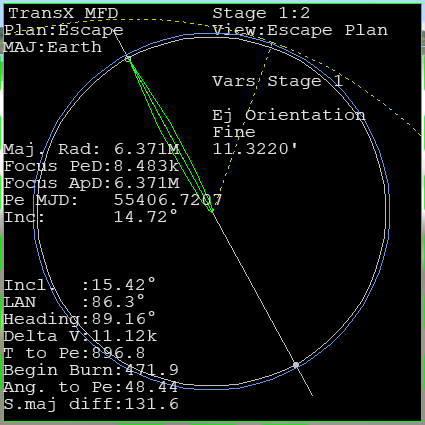 TransX MFD
Stage 1:2
Plan:Escape
View:Escape Plan
MAJ:Earth
Vars Stage 1
Ej Orientation
Fine
11.3220'
Maj. Rad: 6.371M
Focus PeD:8.483k
Focus ApD:6.371M
Pe MJD: 55406.7207
Inc: 14.72°
Incl. :15.42°
LAN :86.3°
Heading:89.16°
Delta V:11.12k
T to Pe:896.8
Begin Burn:471.9
Ang. to Pe:48.44
S.maj diff:131.6